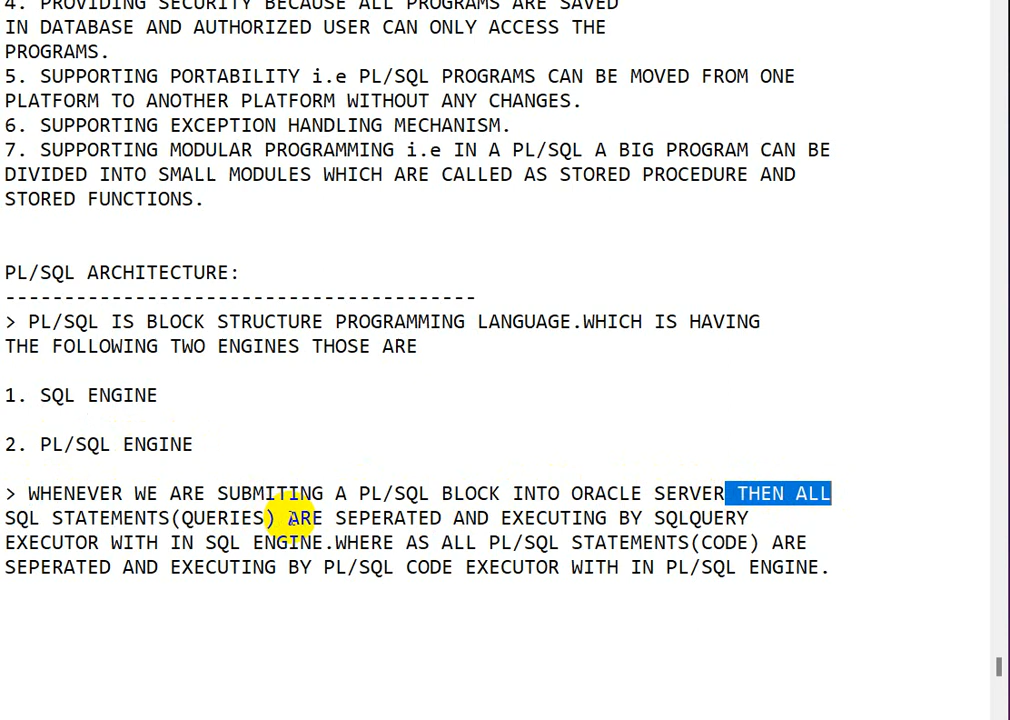 4. PROVIDING SECURITY BECAUSE ALL PROGRAMS ARE SAVED
IN DATABASE AND AUTHORIZED USER CAN ONLY ACCESS THE
PROGRAMS.
5. SUPPORTING PORTABILITY i.e PL/SQL PROGRAMS CAN BE MOVED FROM ONE
PLATFORM TO ANOTHER PLATFORM WITHOUT ANY CHANGES.
6. SUPPORTING EXCEPTION HANDLING MECHANISM.
7. SUPPORTING MODULAR PROGRAMMING i.e IN A PL/SQL A BIG PROGRAM CAN BE
DIVIDED INTO SMALL MODULES WHICH ARE CALLED AS STORED PROCEDURE AND
STORED FUNCTIONS.
PL/SQL ARCHITECTURE:
----------------------------------------
> PL/SQL IS BLOCK STRUCTURE PROGRAMMING LANGUAGE.WHICH IS HAVING
THE FOLLOWING TWO ENGINES THOSE ARE
1. SQL ENGINE
2. PL/SQL ENGINE
> WHENEVER WE ARE SUBMITING A PL/SQL BLOCK INTO ORACLE SERVER THEN ALL
SQL STATEMENTS(QUERIES) ARE SEPERATED AND EXECUTING BY SQLQUERY
EXECUTOR WITH IN SQL ENGINE.WHERE AS ALL PL/SQL STATEMENTS(CODE) ARE
SEPERATED AND EXECUTING BY PL/SQL CODE EXECUTOR WITH IN PL/SQL ENGINE.